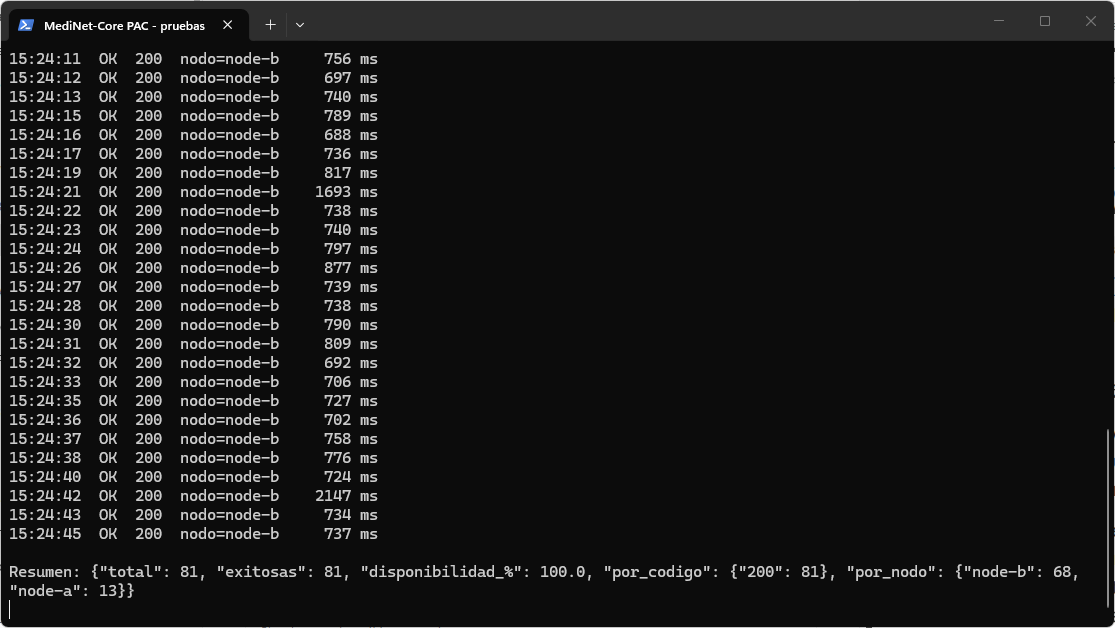 MediNet-Core PAC - pruebas
15:24:11  OK  200  nodo=node-b     756 ms
15:24:12  OK  200  nodo=node-b     697 ms
15:24:13  OK  200  nodo=node-b     740 ms
15:24:15  OK  200  nodo=node-b     789 ms
15:24:16  OK  200  nodo=node-b     688 ms
15:24:17  OK  200  nodo=node-b     736 ms
15:24:19  OK  200  nodo=node-b     817 ms
15:24:21  OK  200  nodo=node-b    1693 ms
15:24:22  OK  200  nodo=node-b     738 ms
15:24:23  OK  200  nodo=node-b     740 ms
15:24:24  OK  200  nodo=node-b     797 ms
15:24:26  OK  200  nodo=node-b     877 ms
15:24:27  OK  200  nodo=node-b     739 ms
15:24:28  OK  200  nodo=node-b     738 ms
15:24:30  OK  200  nodo=node-b     790 ms
15:24:31  OK  200  nodo=node-b     809 ms
15:24:32  OK  200  nodo=node-b     692 ms
15:24:33  OK  200  nodo=node-b     706 ms
15:24:35  OK  200  nodo=node-b     727 ms
15:24:36  OK  200  nodo=node-b     702 ms
15:24:37  OK  200  nodo=node-b     758 ms
15:24:38  OK  200  nodo=node-b     776 ms
15:24:40  OK  200  nodo=node-b     724 ms
15:24:42  OK  200  nodo=node-b    2147 ms
15:24:43  OK  200  nodo=node-b     734 ms
15:24:45  OK  200  nodo=node-b     737 ms
Resumen: {"total": 81, "exitosas": 81, "disponibilidad_%": 100.0, "por_codigo": {"200": 81}, "por_nodo": {"node-b": 68,
"node-a": 13}}